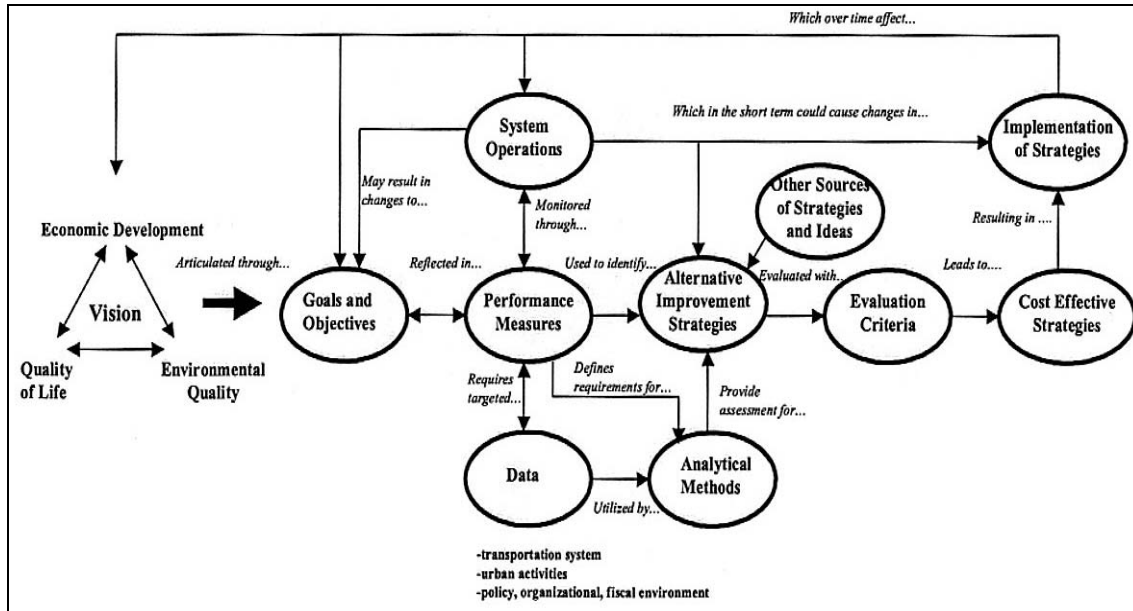 Which over time affect...
System
Operations
Which in the short term could cause changes in...
Implementation
of Strategies
May result in
changes to...
Monitored
through...
Other Sources
of Strategies
and Ideas
Resulting in ....
Economic Development
Vision
Quality
of Life
Environmental
Quality
Articulated through...
Goals and
Objectives
Reflected in...
Performance
Measures
Used to identify...
Alternative
Improvement
Strategies
Evaluated with...
Evaluation
Criteria
Leads to....
Cost Effective
Strategies
Requires
targeted...
Defines
requirements for...
Provide
assessment for...
Data
Utilized by...
Analytical
Methods
-transportation system
-urban activities
-policy, organizational, fiscal environment